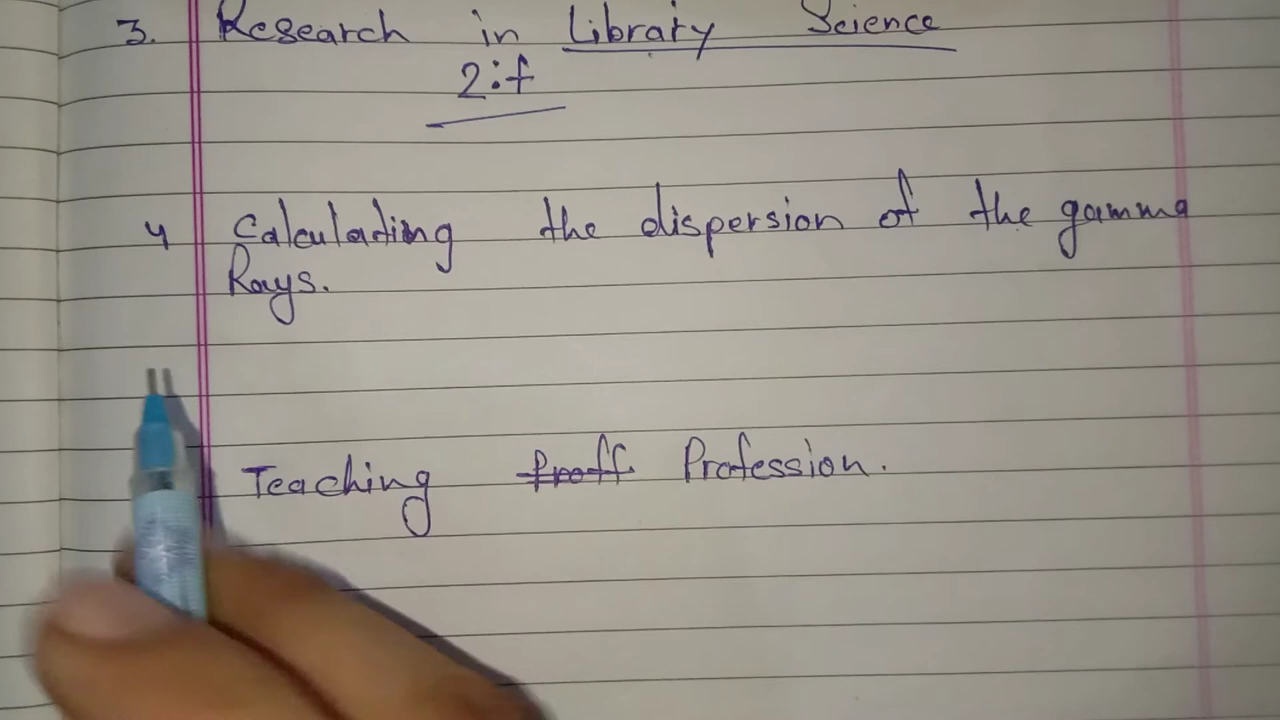 3. Research in Library Science
2:f
4 Calculating the dispersion of the gamma
Rays.
Teaching Proff Profession.